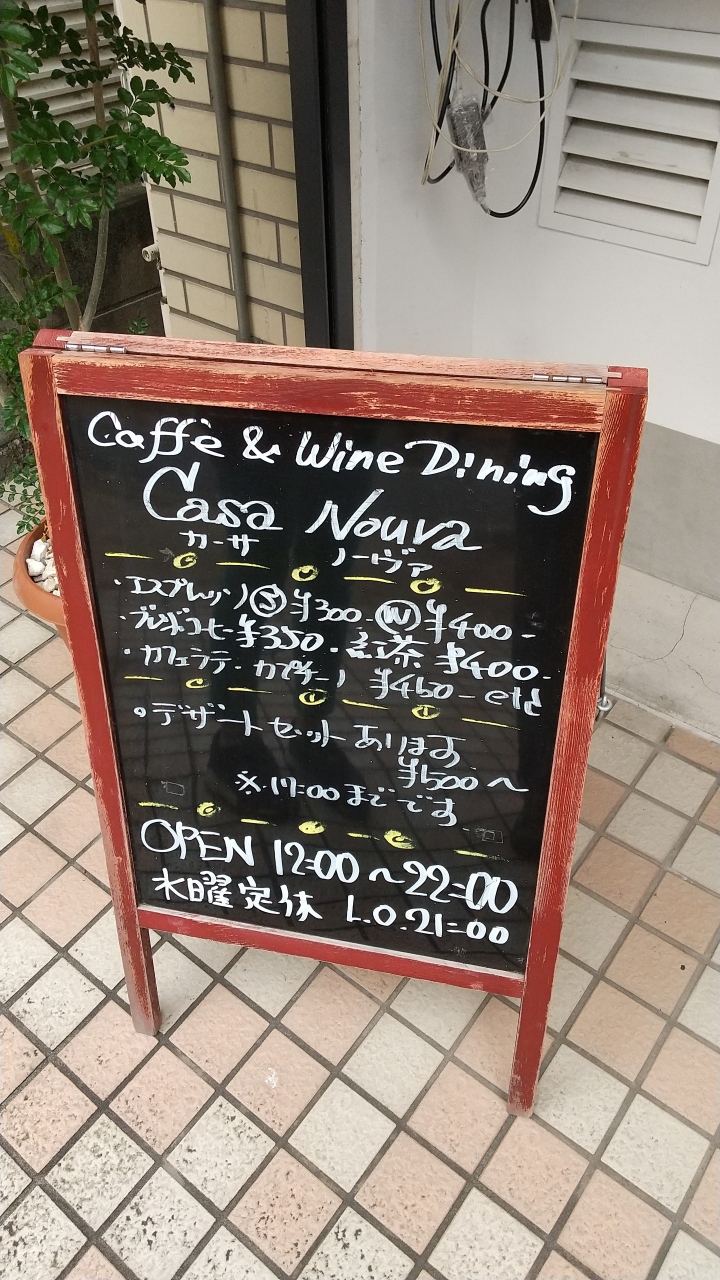 Caffè & Wine Dining
Casa Nouva
カーサ ノーヴァ
・エスプレッソ Ⓢ ¥300- Ⓦ ¥400-
・ブレンドコーヒー ¥350・紅茶 ¥400-
・カフェラテ・カプチーノ ¥450- etc
。デザートセットあります
¥500～
※17:00までです
OPEN 12:00～22:00
水曜定休 L.O.21:00